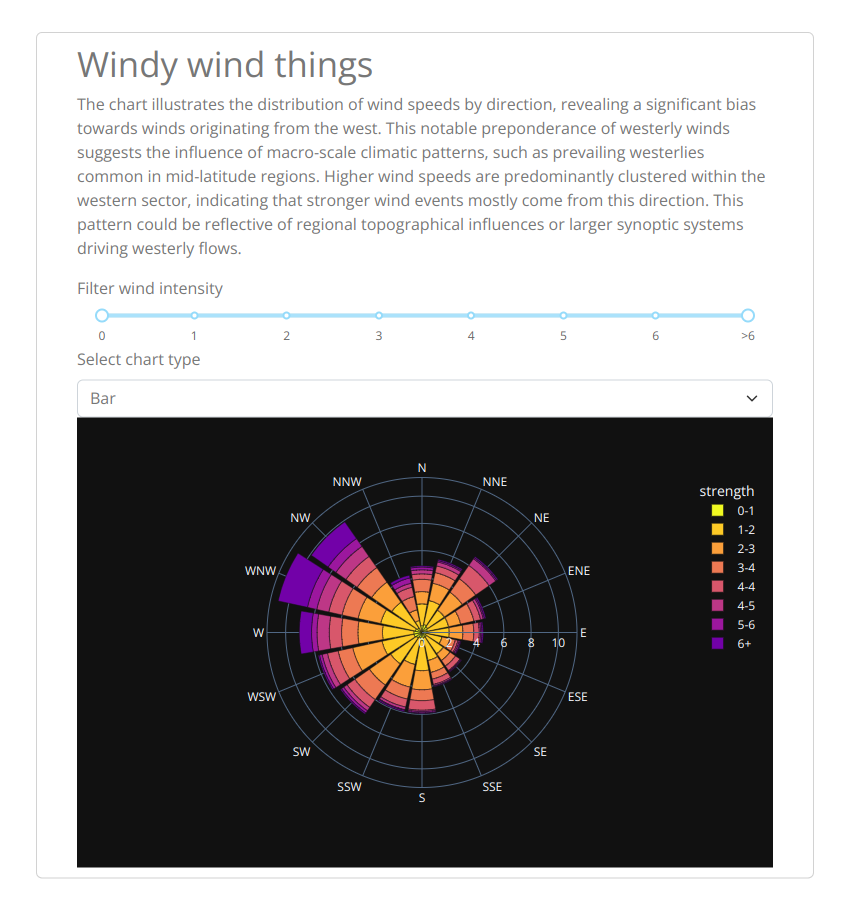 Windy wind things
The chart illustrates the distribution of wind speeds by direction, revealing a significant bias
towards winds originating from the west. This notable preponderance of westerly winds
suggests the influence of macro-scale climatic patterns, such as prevailing westerlies
common in mid-latitude regions. Higher wind speeds are predominantly clustered within the
western sector, indicating that stronger wind events mostly come from this direction. This
pattern could be reflective of regional topographical influences or larger synoptic systems
driving westerly flows.
Filter wind intensity
0 1 2 3 4 5 6 >6
Select chart type
Bar
N
NNW NNE
NW NE
WNW ENE
W E
WSW ESE
SW SE
SSW SSE
S
0 2 4 6 8 10
strength
0-1
1-2
2-3
3-4
4-4
4-5
5-6
6+